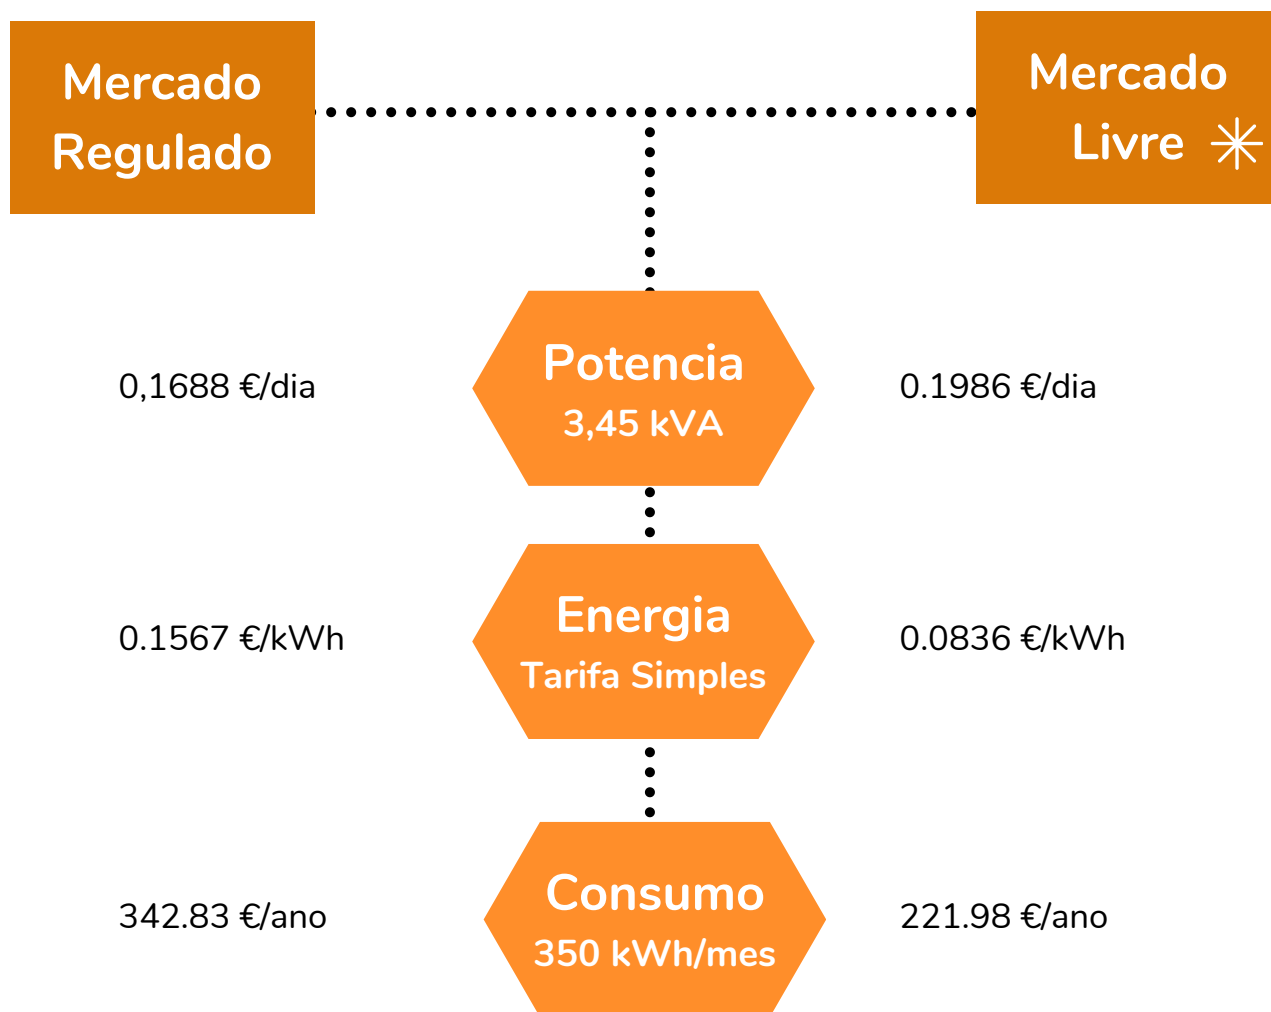 Mercado
Regulado
Mercado
Livre
Potencia
3,45 kVA
0,1688 €/dia
0.1986 €/dia
Energia
Tarifa Simples
0.1567 €/kWh
0.0836 €/kWh
Consumo
350 kWh/mes
342.83 €/ano
221.98 €/ano